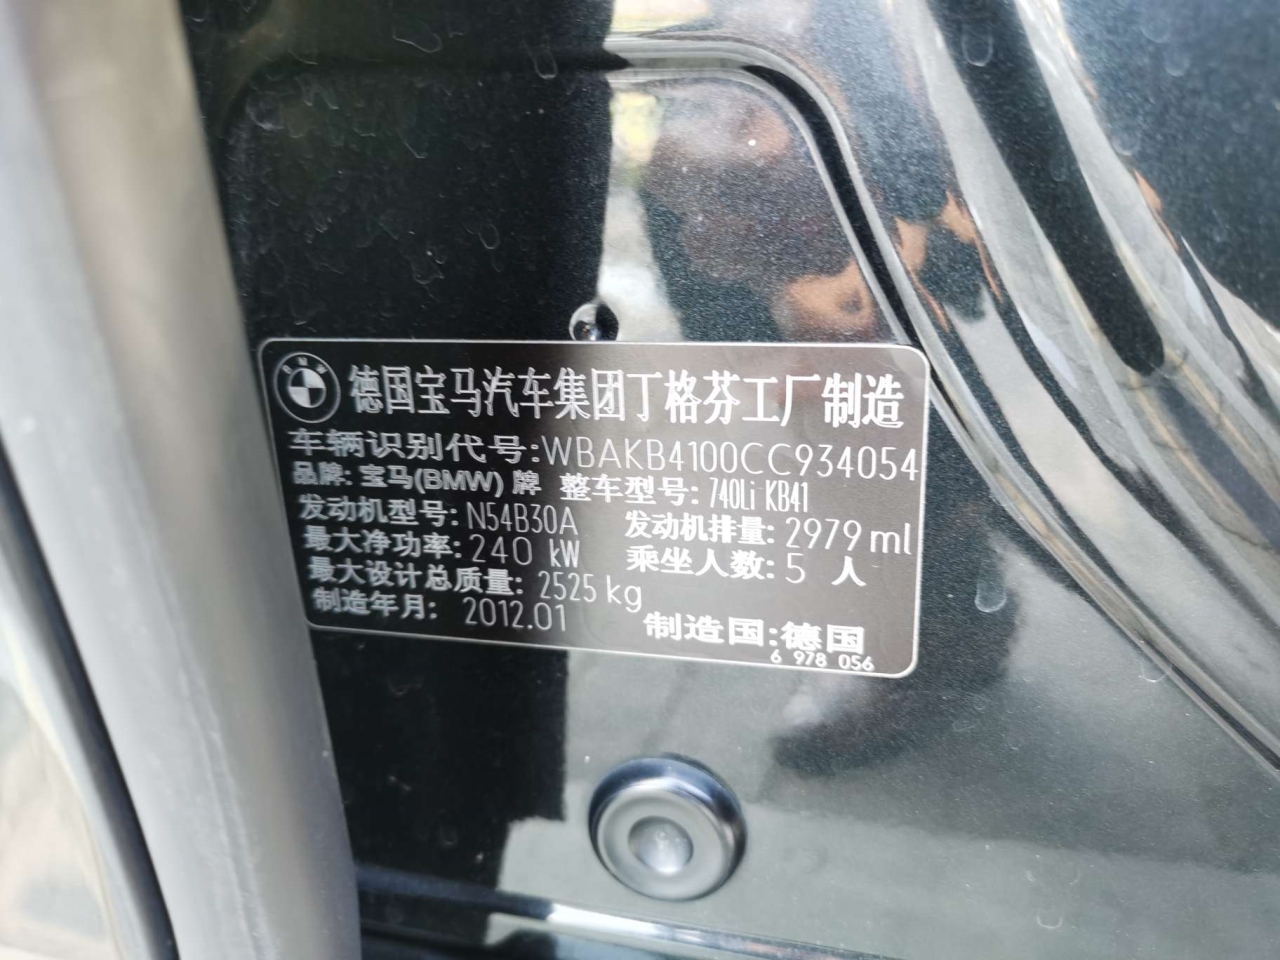 BMW
德国宝马汽车集团丁格芬工厂制造
车辆识别代号:WBAKB4100CC934054
品牌: 宝马(BMW) 牌 整车型号: 740Li KB41
发动机型号: N54B30A 发动机排量: 2979 ml
最大净功率: 240 kW 乘坐人数: 5 人
最大设计总质量: 2525 kg
制造年月: 2012.01 制造国:德国
6 978 056